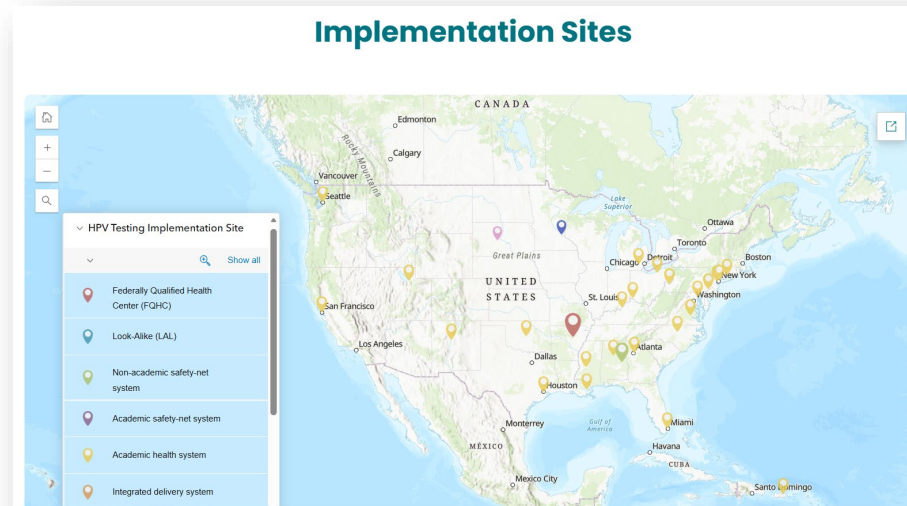 Implementation Sites
CANADA
Edmonton
Rocky Mountains
Calgary
Vancouver
Seattle
Lake
Superior
Ottawa
Toronto
HPV Testing Implementation Site
Show all
Great Plains
Chicago
Detroit
Boston
New York
Federally Qualified Health
Center (FQHC)
UNITED
STATES
St. Louis
Washington
San Francisco
Look-Alike (LAL)
Los Angeles
Atlanta
Dallas
Non-academic safety-net
system
Houston
Academic safety-net system
Monterrey
Gulf of
America
Miami
MÉXICO
Havana
Academic health system
CUBA
Mexico City
Santo Domingo
Integrated delivery system